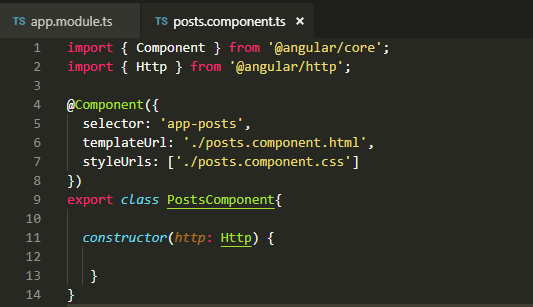 TS app.module.ts
TS posts.component.ts ×
1 import { Component } from '@angular/core';
2 import { Http } from '@angular/http';
3
4 @Component({
5   selector: 'app-posts',
6   templateUrl: './posts.component.html',
7   styleUrls: ['./posts.component.css']
8 })
9 export class PostsComponent{
10
11   constructor(http: Http) {
12
13    }
14 }